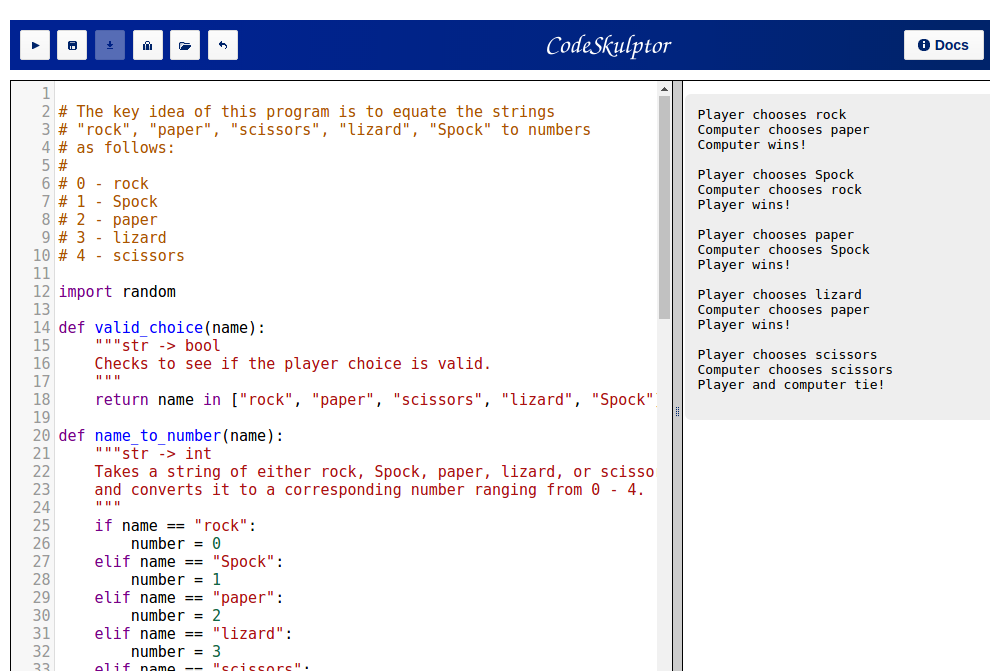 CodeSkulptor
Docs
1
2 # The key idea of this program is to equate the strings
3 # "rock", "paper", "scissors", "lizard", "Spock" to numbers
4 # as follows:
5 #
6 # 0 - rock
7 # 1 - Spock
8 # 2 - paper
9 # 3 - lizard
10 # 4 - scissors
11
12 import random
13
14 def valid_choice(name):
15     """str -> bool
16     Checks to see if the player choice is valid.
17     """
18     return name in ["rock", "paper", "scissors", "lizard", "Spock"
19
20 def name_to_number(name):
21     """str -> int
22     Takes a string of either rock, Spock, paper, lizard, or scisso
23     and converts it to a corresponding number ranging from 0 - 4.
24     """
25     if name == "rock":
26         number = 0
27     elif name == "Spock":
28         number = 1
29     elif name == "paper":
30         number = 2
31     elif name == "lizard":
32         number = 3
33     elif name == "scissors":
Player chooses rock
Computer chooses paper
Computer wins!
Player chooses Spock
Computer chooses rock
Player wins!
Player chooses paper
Computer chooses Spock
Player wins!
Player chooses lizard
Computer chooses paper
Player wins!
Player chooses scissors
Computer chooses scissors
Player and computer tie!